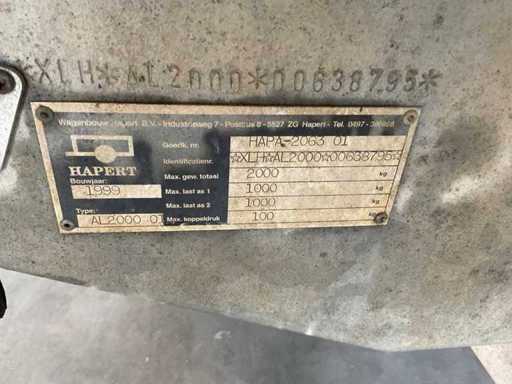 *XLH*AL2000*00638795*
Wagenbouw Hapert B.V. - Industrieweg 7 - Postbus 8 - 5527 ZG Hapert - Tel. 0497-
HAPERT
Bouwjaar:
1999
Type:
AL2000 01
Goedk. nr. HAPA-2063 01
Identificatienr. ☆XLH☆AL2000☆00638795☆
Max. gew. totaal 2000 kg
Max. last as 1 1000 kg
Max. last as 2 1000 kg
Max. koppeldruk 100 kg